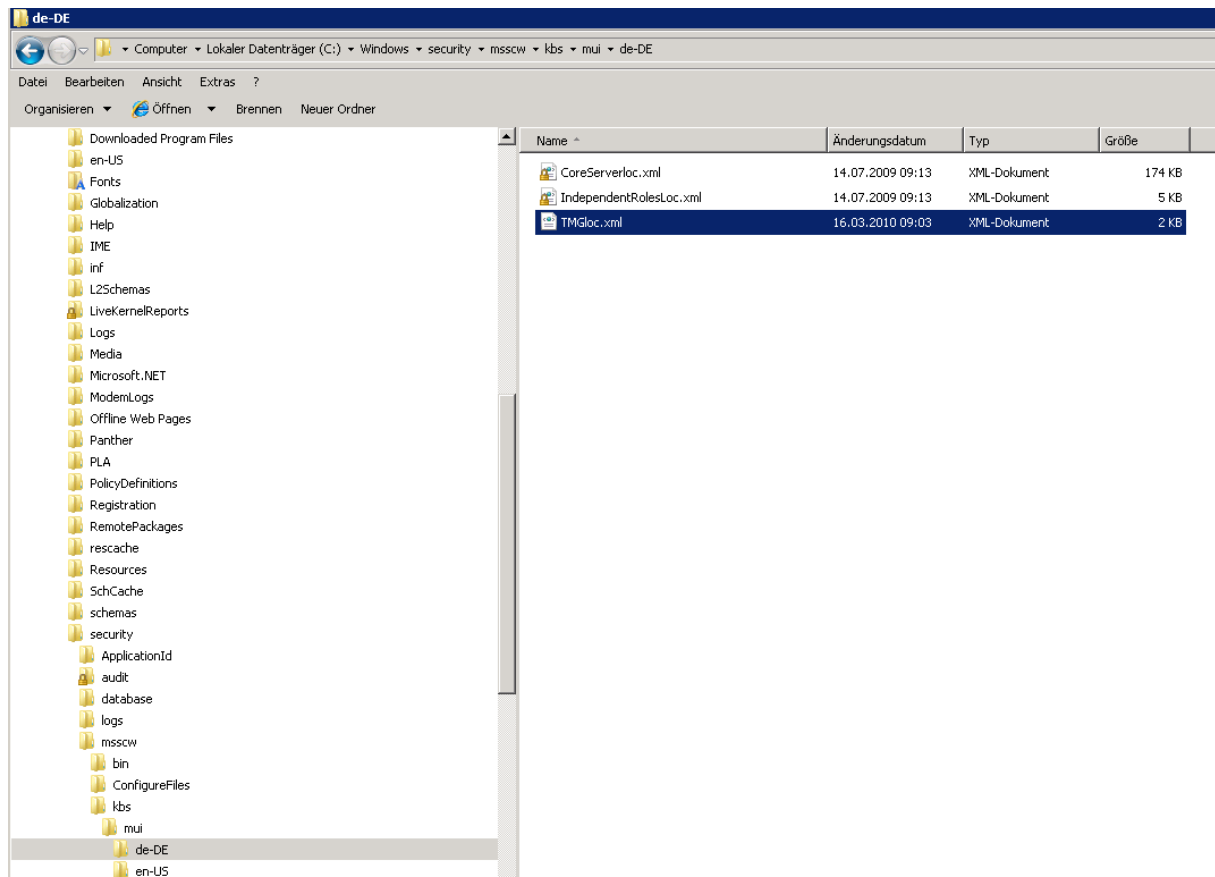 de-DE
Computer Lokaler Datenträger (C:) Windows security msscw kbs mui de-DE
Datei Bearbeiten Ansicht Extras ?
Organisieren Öffnen Brennen Neuer Ordner
Name Änderungsdatum Typ Größe
CoreServerloc.xml 14.07.2009 09:13 XML-Dokument 174 KB
IndependentRolesLoc.xml 14.07.2009 09:13 XML-Dokument 5 KB
TMGloc.xml 16.03.2010 09:03 XML-Dokument 2 KB
Downloaded Program Files
en-US
Fonts
Globalization
Help
IME
inf
L2Schemas
LiveKernelReports
Logs
Media
Microsoft.NET
ModemLogs
Offline Web Pages
Panther
PLA
PolicyDefinitions
Registration
RemotePackages
rescache
Resources
SchCache
schemas
security
ApplicationId
audit
database
logs
msscw
bin
ConfigureFiles
kbs
mui
de-DE
en-US